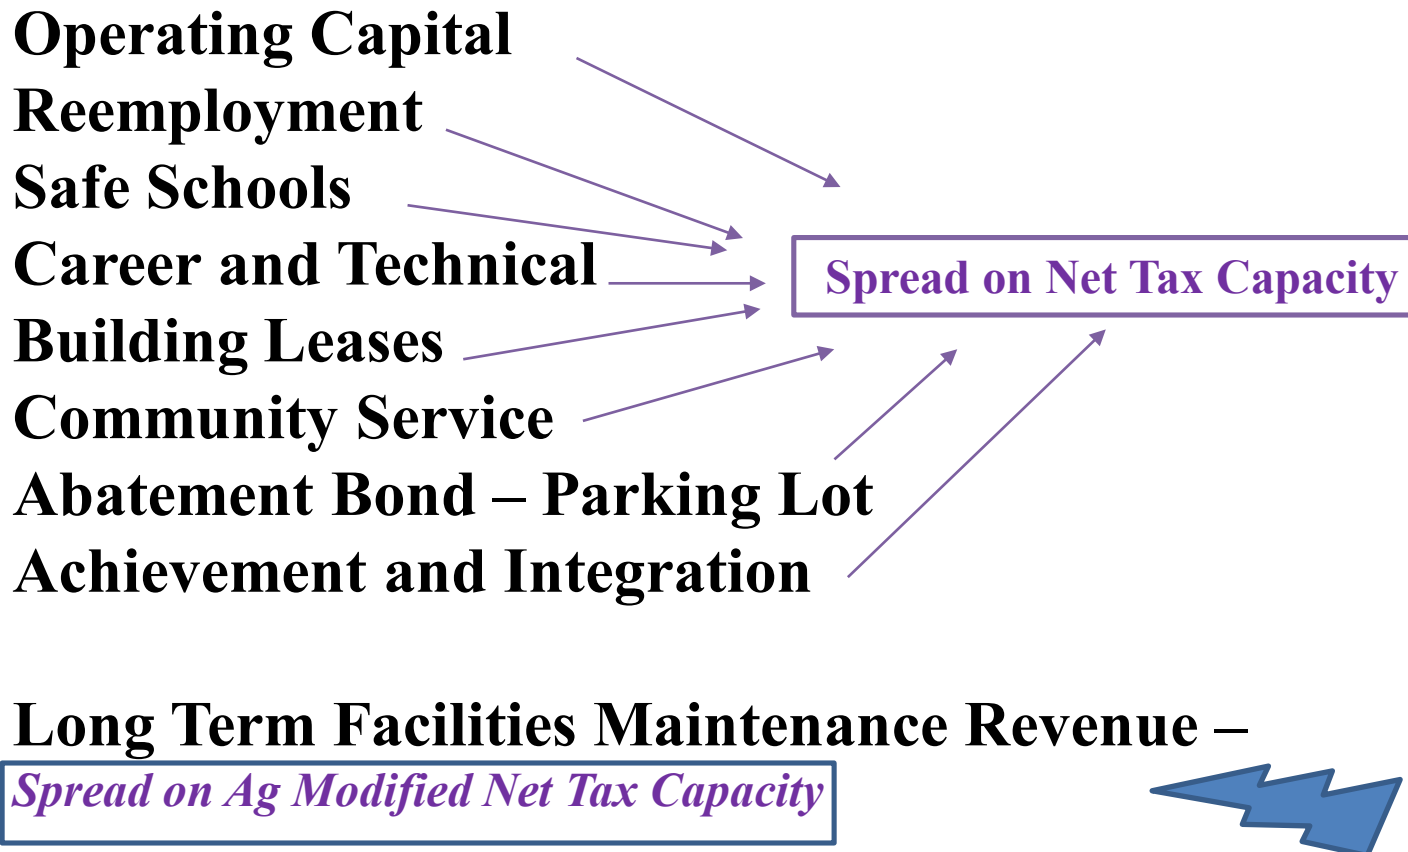 Operating Capital
Reemployment
Safe Schools
Career and Technical
Spread on Net Tax Capacity
Building Leases
Community Service
Abatement Bond – Parking Lot
Achievement and Integration
Long Term Facilities Maintenance Revenue –
Spread on Ag Modified Net Tax Capacity